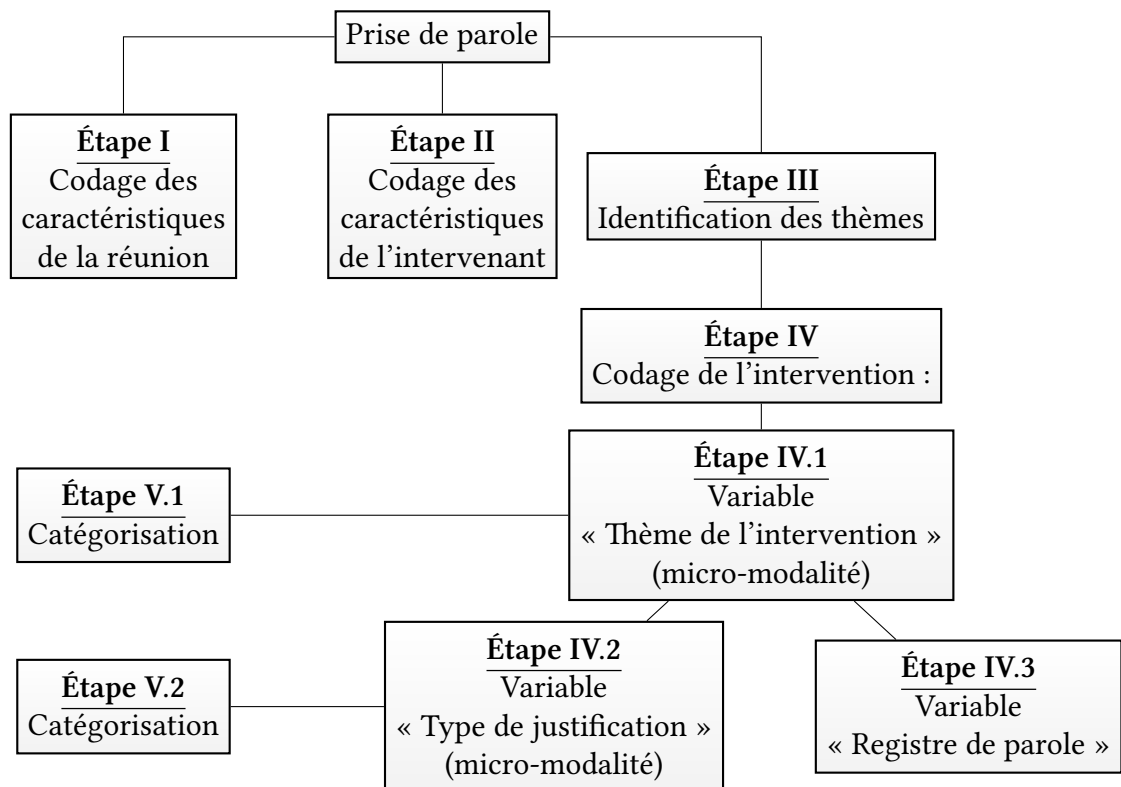 Prise de parole
Étape I
Codage des
caractéristiques
de la réunion
Étape II
Codage des
caractéristiques
de l'intervenant
Étape III
Identification des thèmes
Étape IV
Codage de l'intervention :
Étape IV.1
Variable
« Thème de l'intervention »
(micro-modalité)
Étape V.1
Catégorisation
Étape IV.2
Variable
« Type de justification »
(micro-modalité)
Étape IV.3
Variable
« Registre de parole »
Étape V.2
Catégorisation